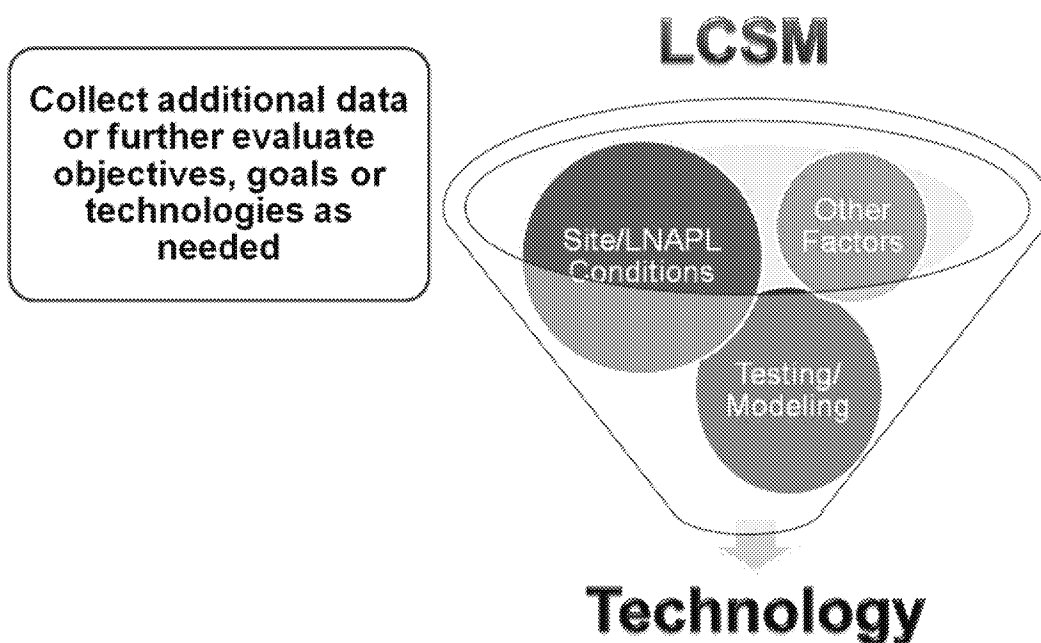 LCSM
Collect additional data
or further evaluate
objectives, goals or
technologies as
needed
Other
Factors
Site/LNAPL
Conditions
Testing/
Modeling
Technology